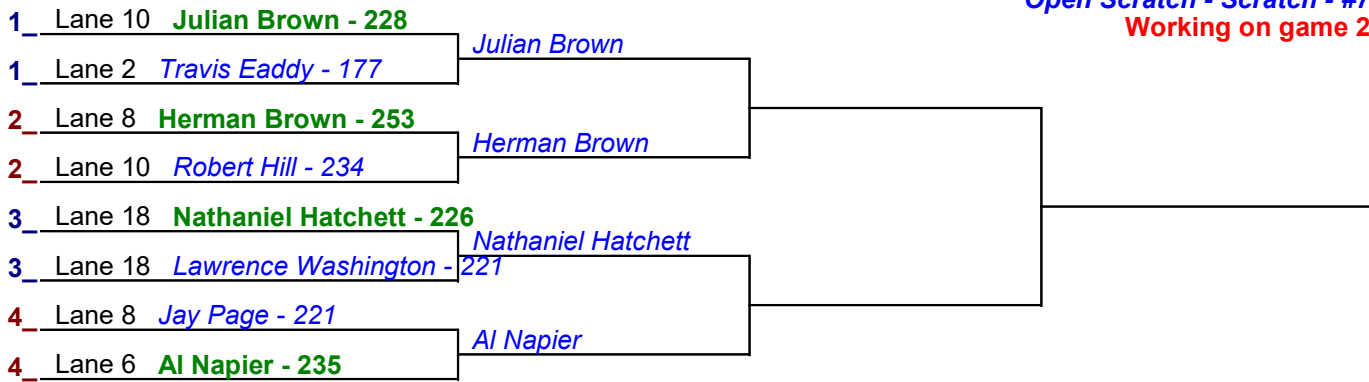 Open Scratch - Scratch - #7
Working on game 2
1_ Lane 10 Julian Brown - 228
Julian Brown
1_ Lane 2 Travis Eaddy - 177
2_ Lane 8 Herman Brown - 253
Herman Brown
2_ Lane 10 Robert Hill - 234
3_ Lane 18 Nathaniel Hatchett - 226
Nathaniel Hatchett
3_ Lane 18 Lawrence Washington - 221
4_ Lane 8 Jay Page - 221
Al Napier
4_ Lane 6 Al Napier - 235